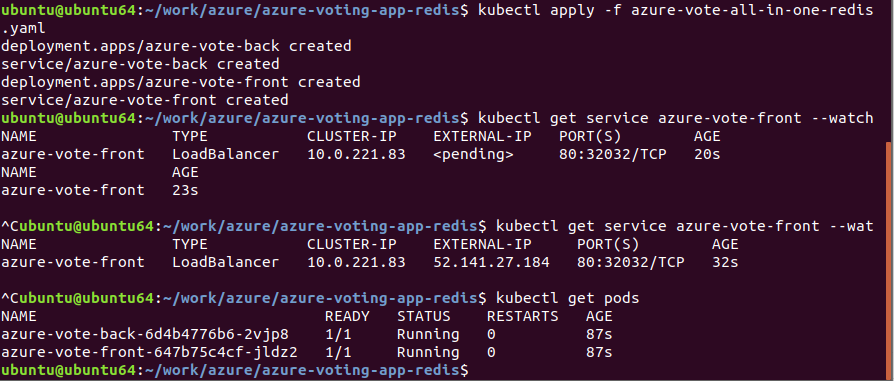 ubuntu@ubuntu64:~/work/azure/azure-voting-app-redis$ kubectl apply -f azure-vote-all-in-one-redis
.yaml
deployment.apps/azure-vote-back created
service/azure-vote-back created
deployment.apps/azure-vote-front created
service/azure-vote-front created
ubuntu@ubuntu64:~/work/azure/azure-voting-app-redis$ kubectl get service azure-vote-front --watch
NAME TYPE CLUSTER-IP EXTERNAL-IP PORT(S) AGE
azure-vote-front LoadBalancer 10.0.221.83 <pending> 80:32032/TCP 20s
NAME AGE
azure-vote-front 23s
^Cubuntu@ubuntu64:~/work/azure/azure-voting-app-redis$ kubectl get service azure-vote-front --wat
NAME TYPE CLUSTER-IP EXTERNAL-IP PORT(S) AGE
azure-vote-front LoadBalancer 10.0.221.83 52.141.27.184 80:32032/TCP 32s
^Cubuntu@ubuntu64:~/work/azure/azure-voting-app-redis$ kubectl get pods
NAME READY STATUS RESTARTS AGE
azure-vote-back-6d4b4776b6-2vjp8 1/1 Running 0 87s
azure-vote-front-647b75c4cf-jldz2 1/1 Running 0 87s
ubuntu@ubuntu64:~/work/azure/azure-voting-app-redis$